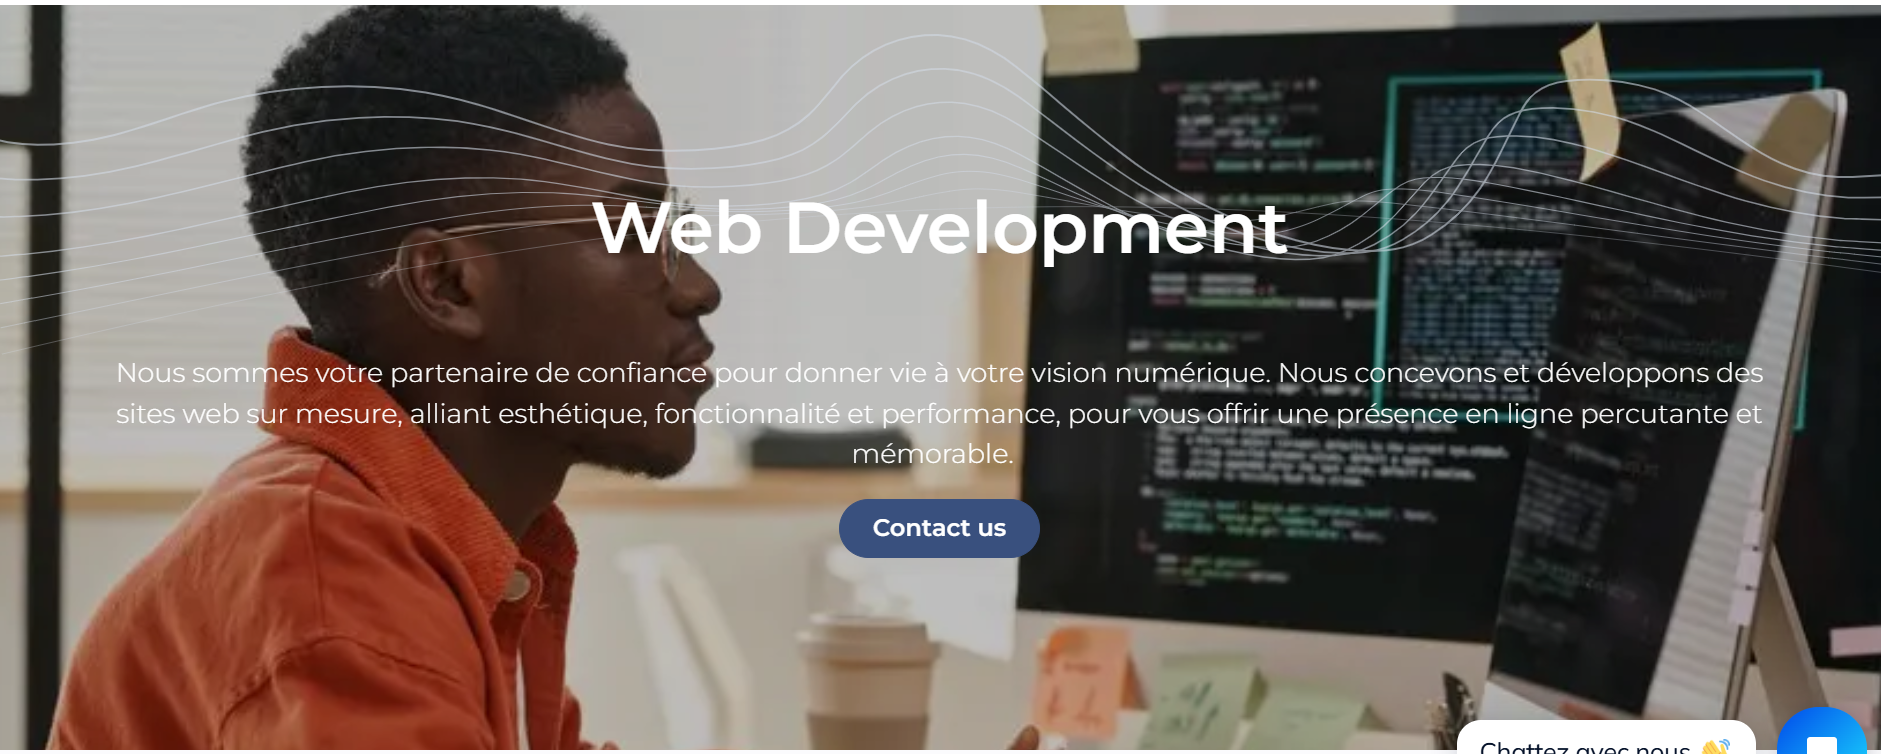 Web Development
Nous sommes votre partenaire de confiance pour donner vie à votre vision numérique. Nous concevons et développons des
sites web sur mesure, alliant esthétique, fonctionnalité et performance, pour vous offrir une présence en ligne percutante et
mémorable.
Contact us
Chattez avec nous 👋